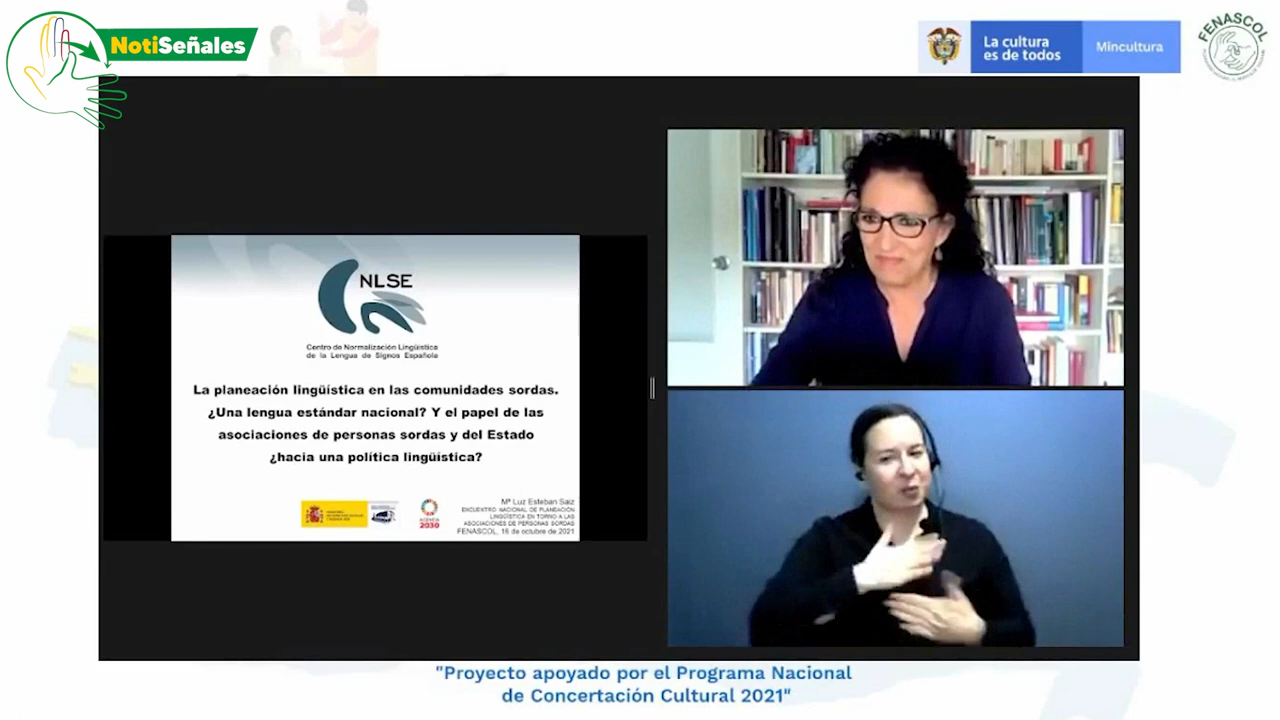 NotiSeñales
La cultura
es de todos
Mincultura
FENASCOL
CNLSE
Centro de Normalización Lingüística
de la Lengua de Signos Española
La planeación lingüística en las comunidades sordas.
¿Una lengua estándar nacional? Y el papel de las
asociaciones de personas sordas y del Estado
¿hacia una política lingüística?
AGENDA
2030
Mª Luz Esteban Saiz
ENCUENTRO NACIONAL DE PLANEACIÓN
LINGÜÍSTICA EN TORNO A LAS
ASOCIACIONES DE PERSONAS SORDAS
FENASCOL, 16 de octubre de 2021
"Proyecto apoyado por el Programa Nacional
de Concertación Cultural 2021"